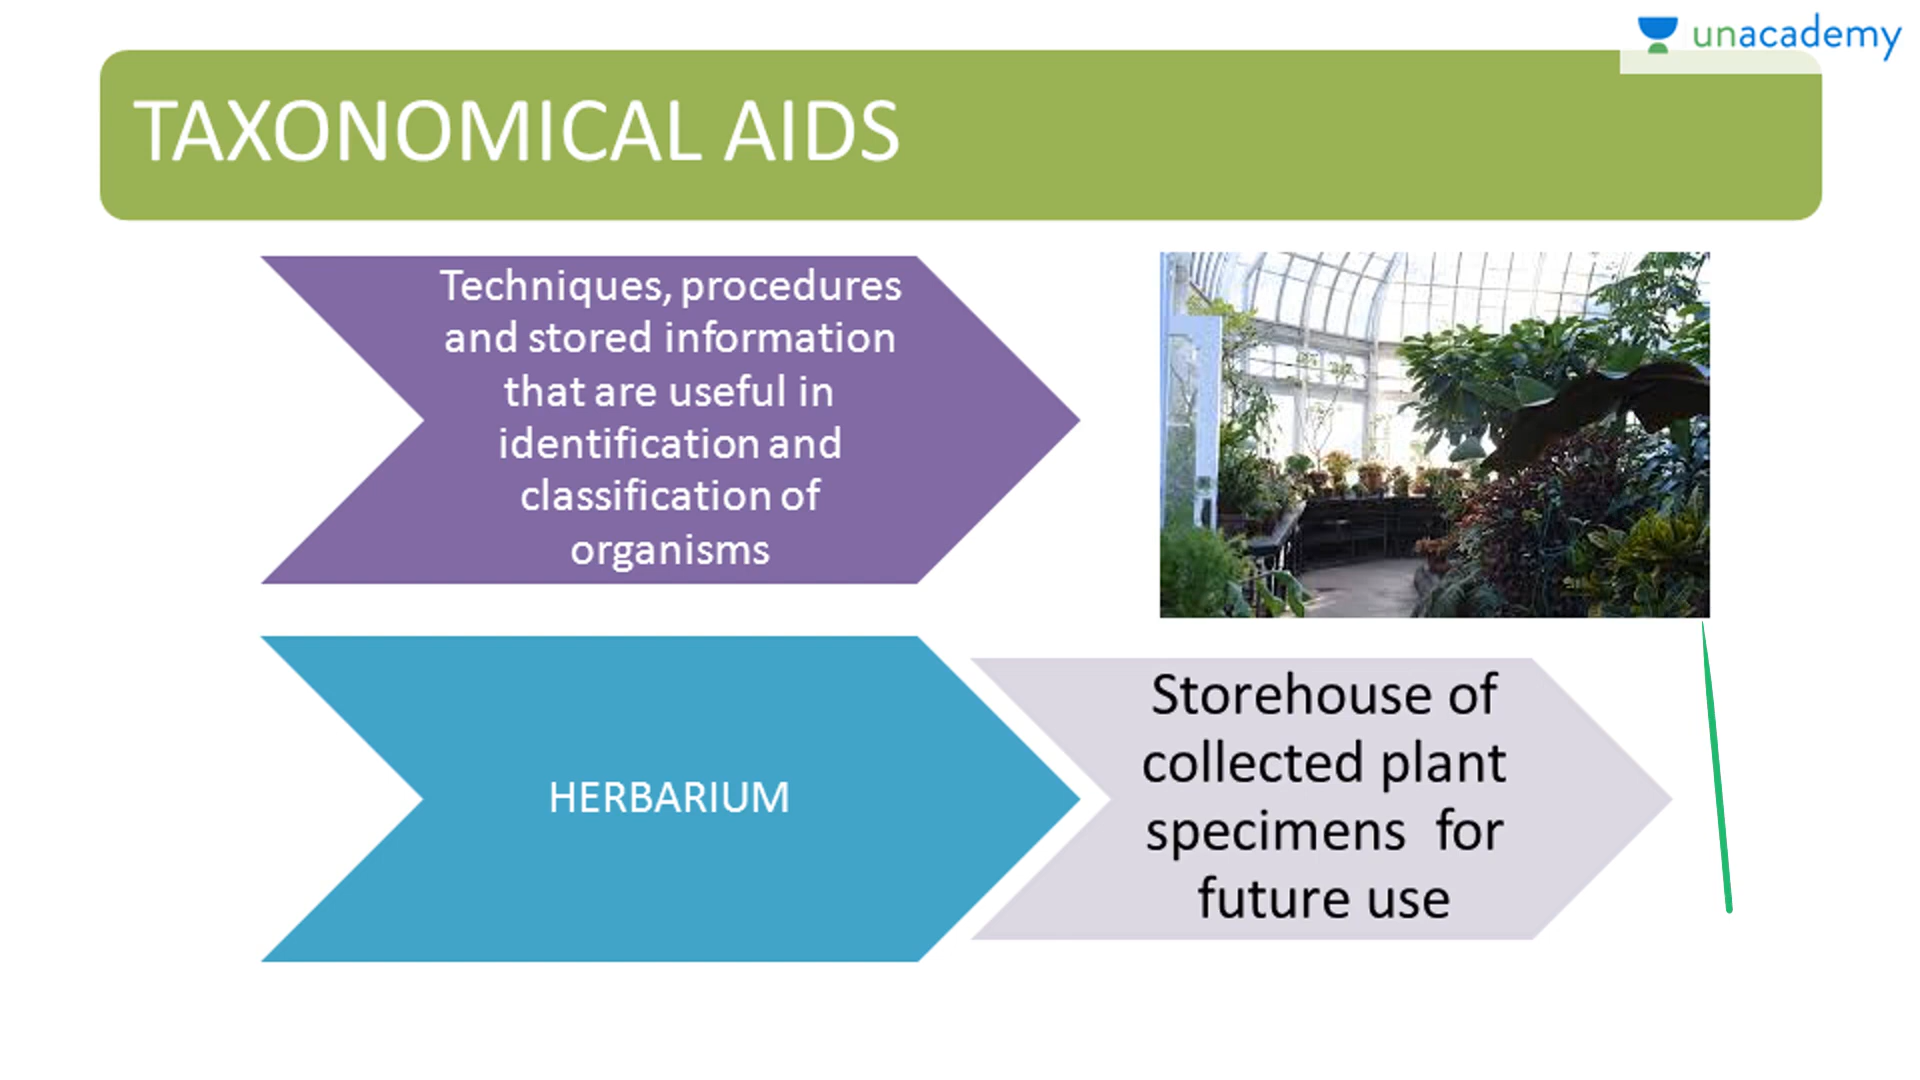 unacademy
TAXONOMICAL AIDS
Techniques, procedures
and stored information
that are useful in
identification and
classification of
organisms
HERBARIUM
Storehouse of
collected plant
specimens for
future use